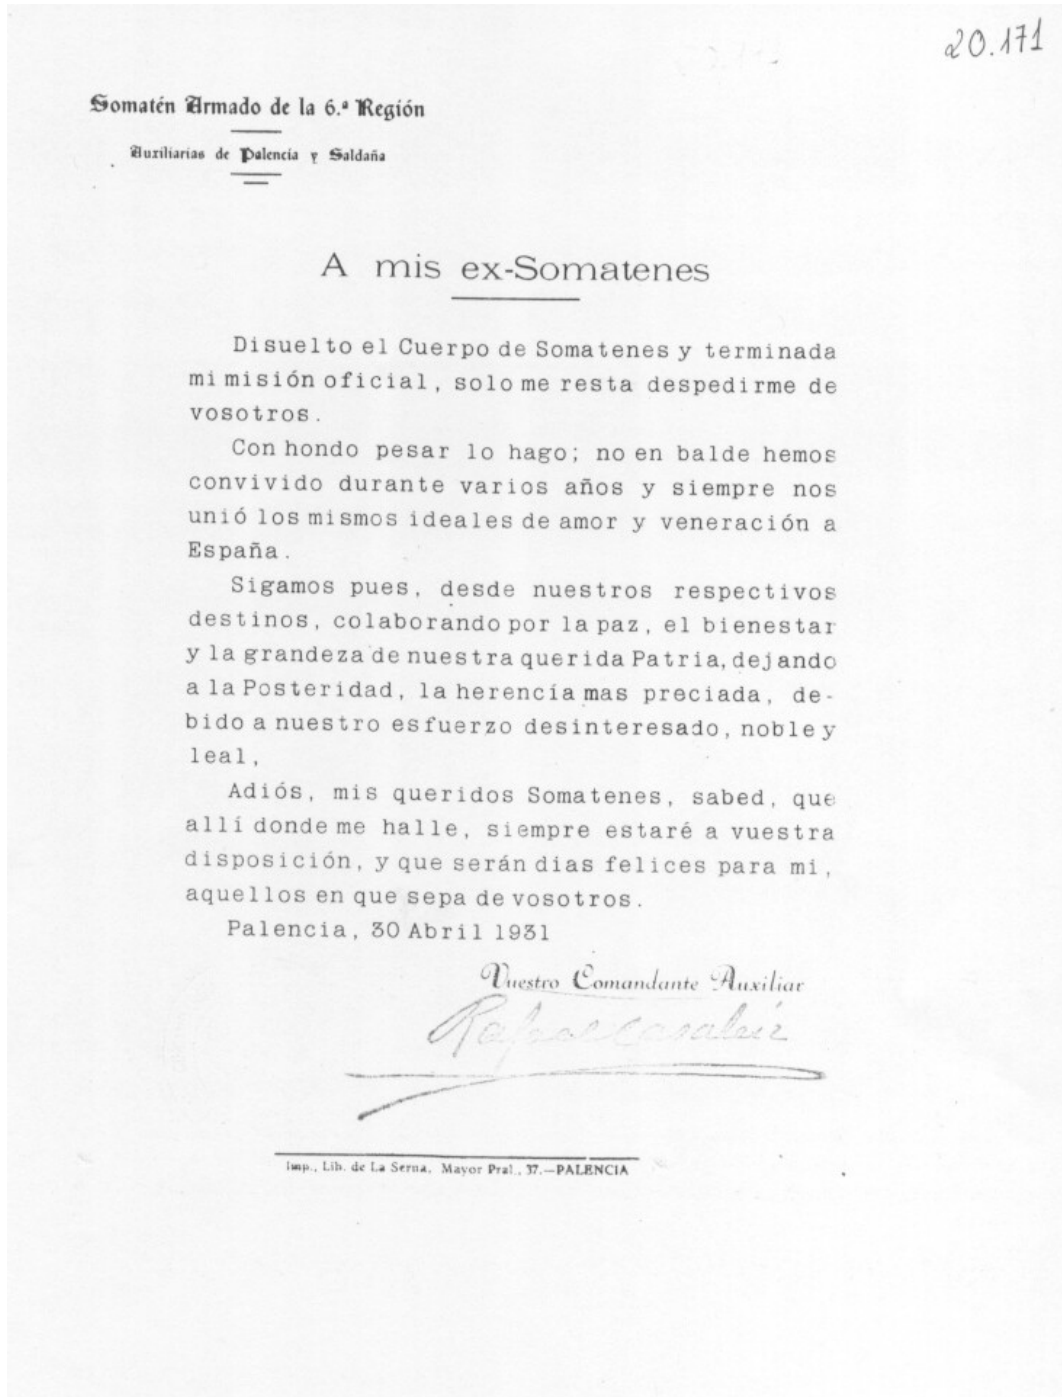 20.171
Somatén Armado de la 6.ª Región
Auxiliarias de Palencia y Saldaña
A mis ex-Somatenes
Disuelto el Cuerpo de Somatenes y terminada
mi misión oficial, solo me resta despedirme de
vosotros.
Con hondo pesar lo hago; no en balde hemos
convivido durante varios años y siempre nos
unió los mismos ideales de amor y veneración a
España.
Sigamos pues, desde nuestros respectivos
destinos, colaborando por la paz, el bienestar
y la grandeza de nuestra querida Patria, dejando
a la Posteridad, la herencía mas preciada, de-
bido a nuestro esfuerzo desinteresado, noble y
leal,
Adiós, mis queridos Somatenes, sabed, que
allí donde me halle, siempre estaré a vuestra
disposición, y que serán dias felices para mi,
aquellos en que sepa de vosotros.
Palencia, 30 Abril 1931
Vuestro Comandante Auxiliar
Rafael
Imp., Lib. de La Serna, Mayor Pral., 37.—PALENCIA